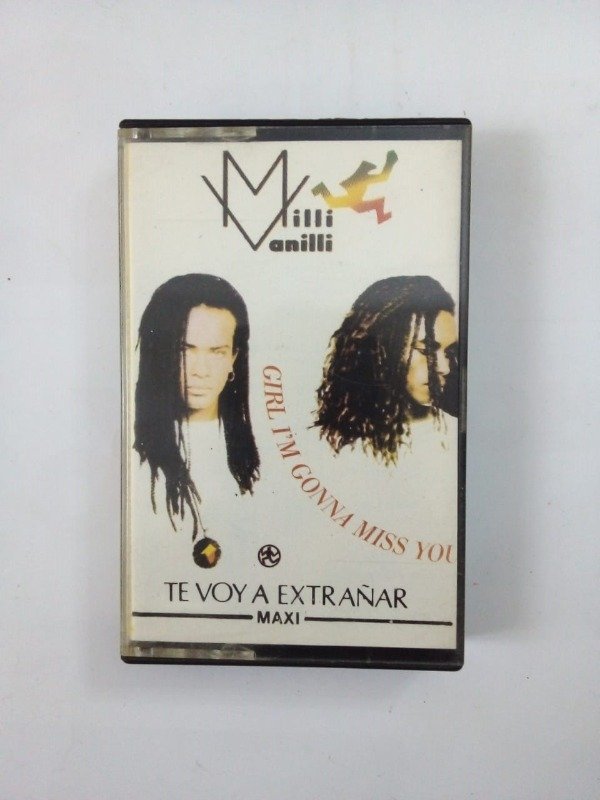 Milli
Vanilli
GIRL I'M GONNA MISS YOU
TE VOY A EXTRAÑAR
MAXI